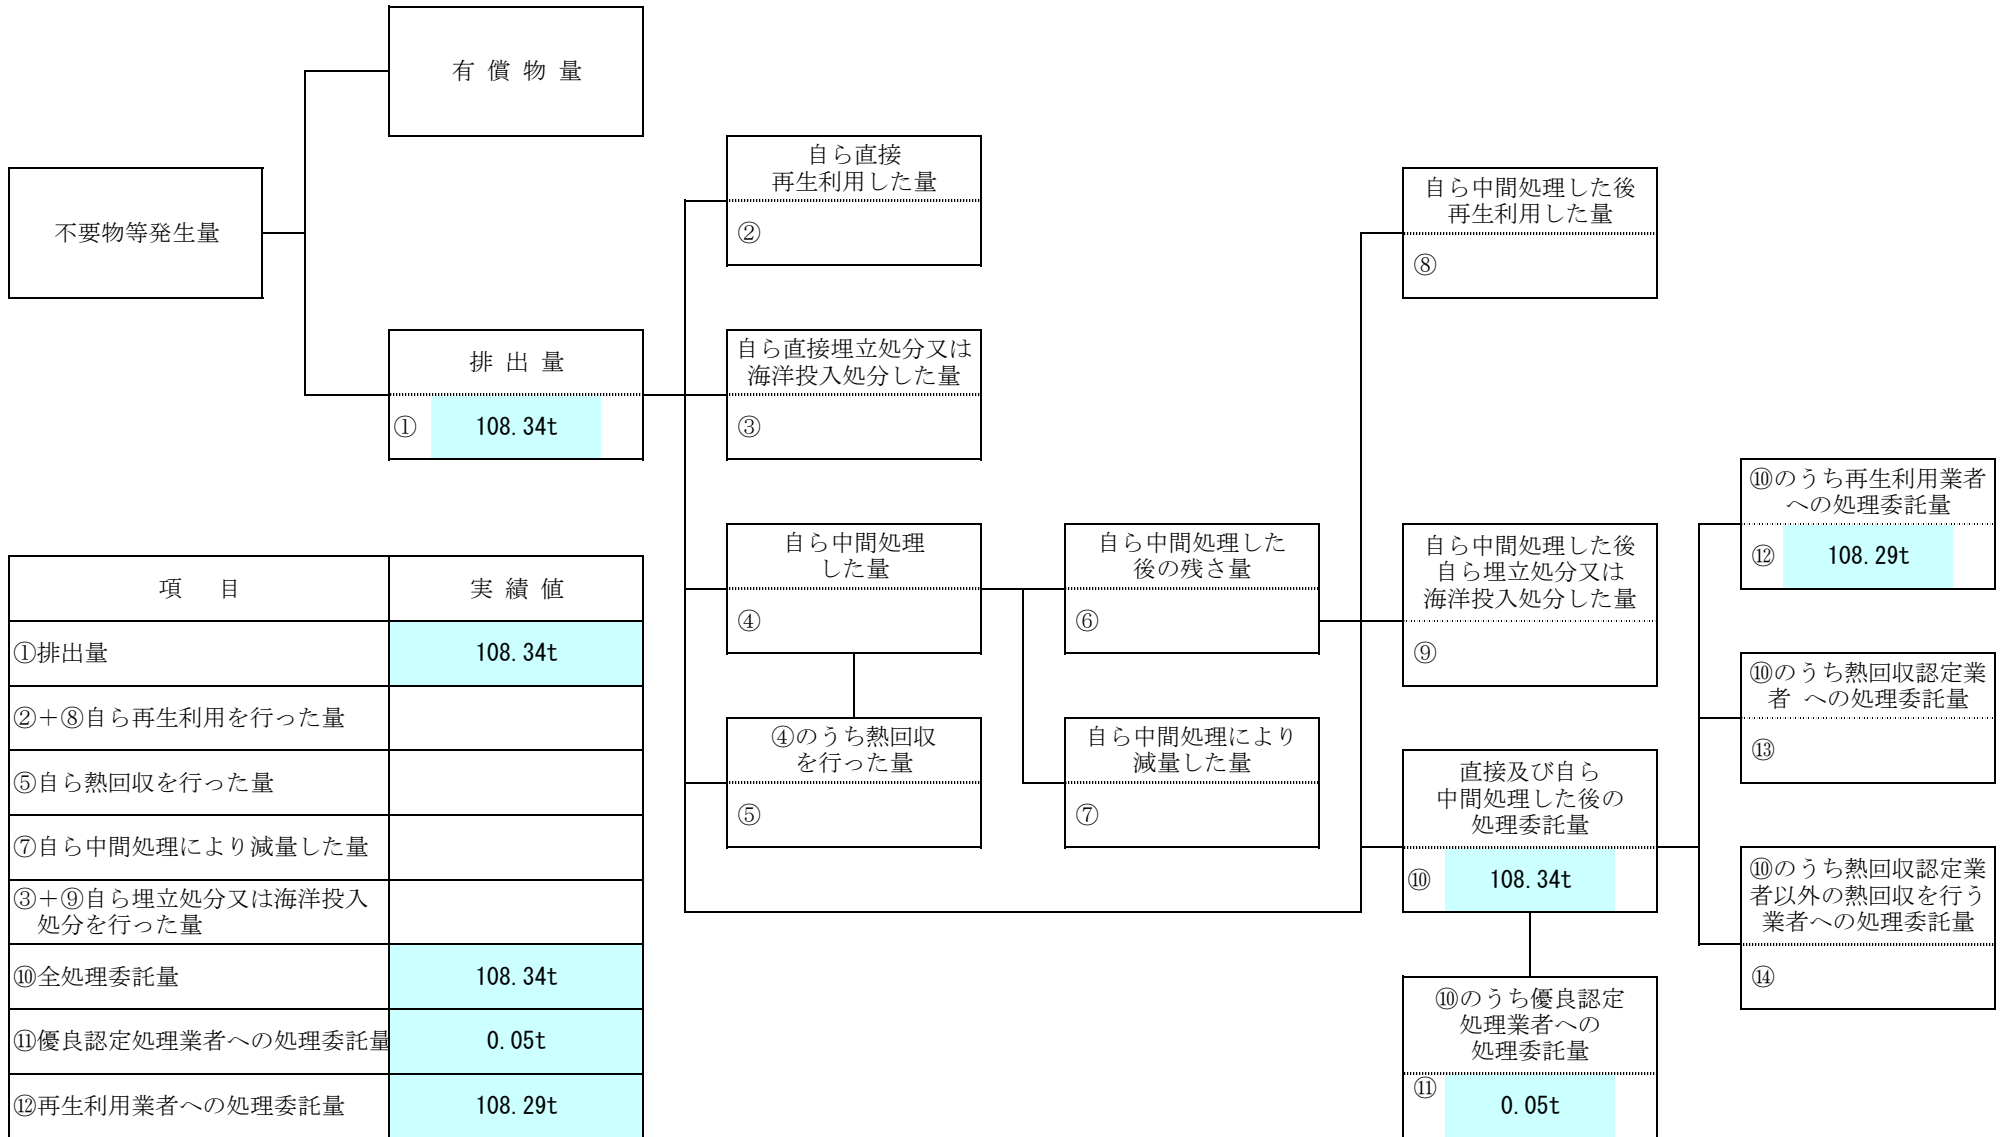 有 償 物 量
不要物等発生量
排 出 量
① 108.34t
自ら直接
再生利用した量
②
自ら直接埋立処分又は
海洋投入処分した量
③
自ら中間処理
した量
④
④のうち熱回収
を行った量
⑤
自ら中間処理した
後の残さ量
⑥
自ら中間処理により
減量した量
⑦
自ら中間処理した後
再生利用した量
⑧
自ら中間処理した後
自ら埋立処分又は
海洋投入処分した量
⑨
直接及び自ら
中間処理した後の
処理委託量
⑩ 108.34t
⑩のうち優良認定
処理業者への
処理委託量
⑪ 0.05t
⑩のうち再生利用業者
への処理委託量
⑫ 108.29t
⑩のうち熱回収認定業
者 への処理委託量
⑬
⑩のうち熱回収認定業
者以外の熱回収を行う
業者への処理委託量
⑭
項 目 実 績 値
①排出量 108.34t
②+⑧自ら再生利用を行った量
⑤自ら熱回収を行った量
⑦自ら中間処理により減量した量
③+⑨自ら埋立処分又は海洋投入
処分を行った量
⑩全処理委託量 108.34t
⑪優良認定処理業者への処理委託量 0.05t
⑫再生利用業者への処理委託量 108.29t